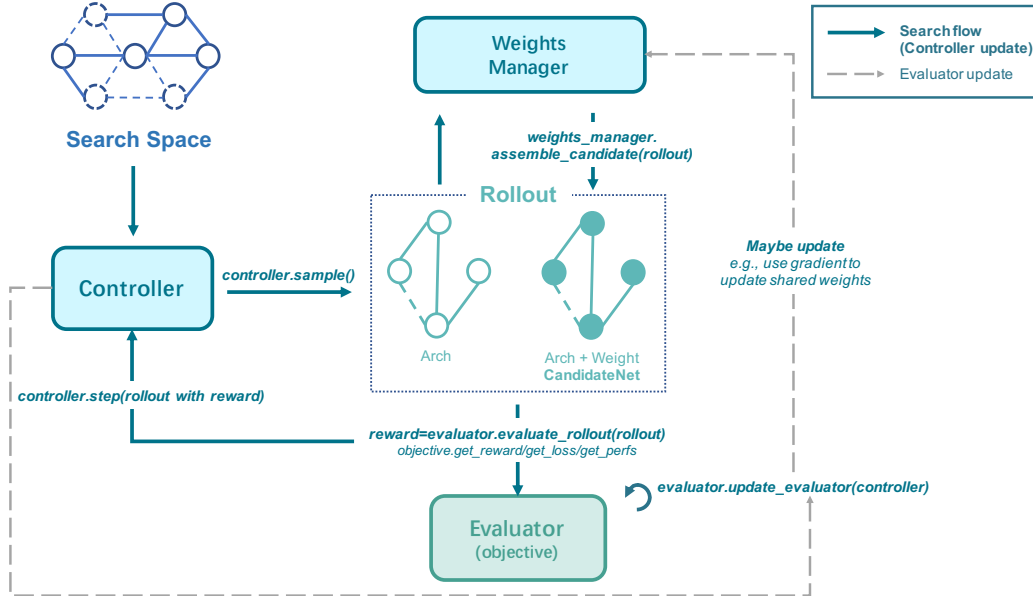 Search Space
Weights
Manager
Search flow
(Controller update)
Evaluator update
weights_manager.
assemble_candidate(rollout)
Rollout
Controller
controller.sample()
Arch
Arch + Weight
CandidateNet
Maybe update
e.g., use gradient to
update shared weights
controller.step(rollout with reward)
reward=evaluator.evaluate_rollout(rollout)
objective.get_reward/get_loss/get_perfs
evaluator.update_evaluator(controller)
Evaluator
(objective)